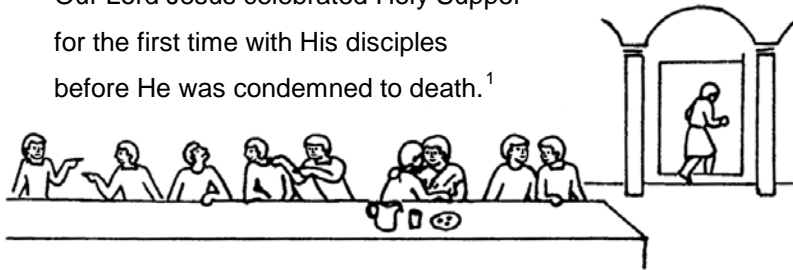 Our Lord Jesus celebrated Holy Supper
for the first time with His disciples
before He was condemned to death.¹